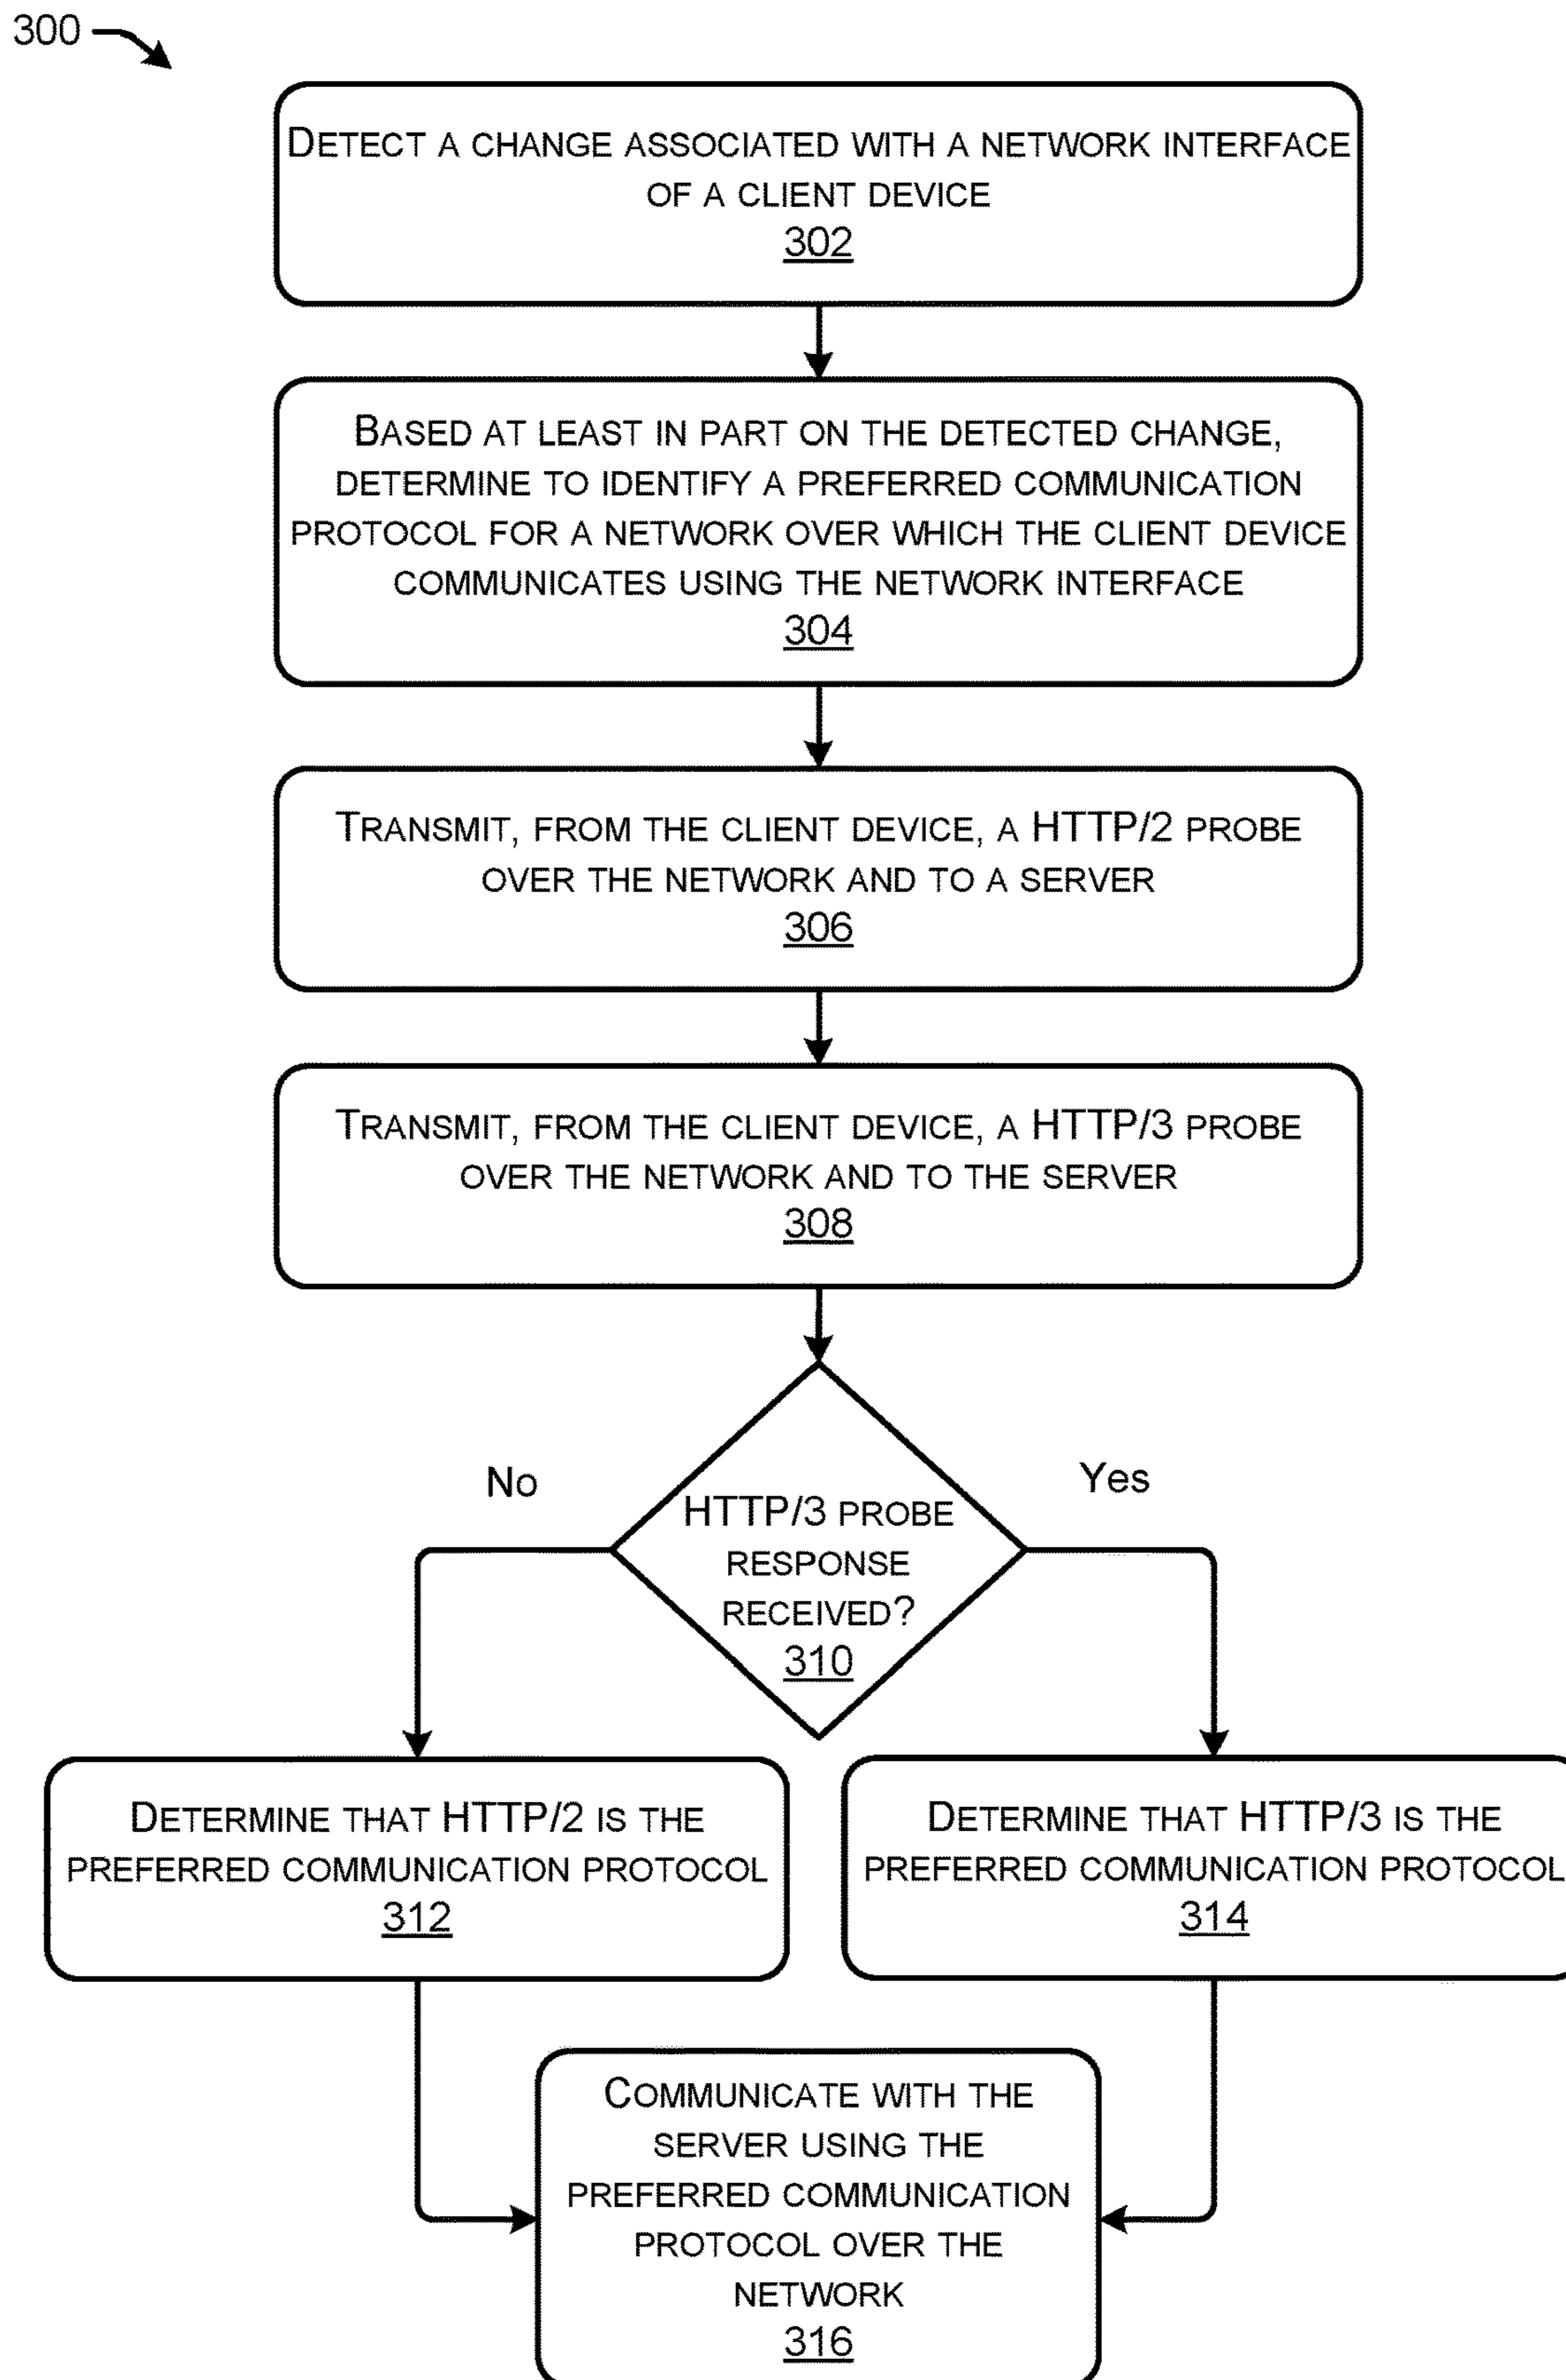 300
DETECT A CHANGE ASSOCIATED WITH A NETWORK INTERFACE
OF A CLIENT DEVICE
302
BASED AT LEAST IN PART ON THE DETECTED CHANGE,
DETERMINE TO IDENTIFY A PREFERRED COMMUNICATION
PROTOCOL FOR A NETWORK OVER WHICH THE CLIENT DEVICE
COMMUNICATES USING THE NETWORK INTERFACE
304
TRANSMIT, FROM THE CLIENT DEVICE, A HTTP/2 PROBE
OVER THE NETWORK AND TO A SERVER
306
TRANSMIT, FROM THE CLIENT DEVICE, A HTTP/3 PROBE
OVER THE NETWORK AND TO THE SERVER
308
No
Yes
HTTP/3 PROBE
RESPONSE
RECEIVED?
310
DETERMINE THAT HTTP/2 IS THE
PREFERRED COMMUNICATION PROTOCOL
312
DETERMINE THAT HTTP/3 IS THE
PREFERRED COMMUNICATION PROTOCOL
314
COMMUNICATE WITH THE
SERVER USING THE
PREFERRED COMMUNICATION
PROTOCOL OVER THE
NETWORK
316